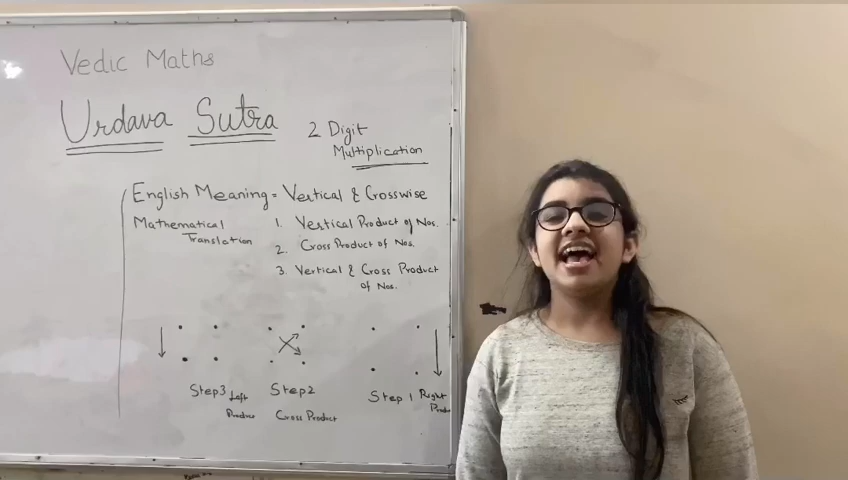 Vedic Maths
Urdava Sutra
2 Digit
Multiplication
English Meaning = Vertical & Crosswise
Mathematical
Translation
1. Vertical Product of Nos.
2. Cross Product of Nos.
3. Vertical & Cross Product
of Nos.
Step3 Left
Product
Step2
Cross Product
Step 1 Right
Produ